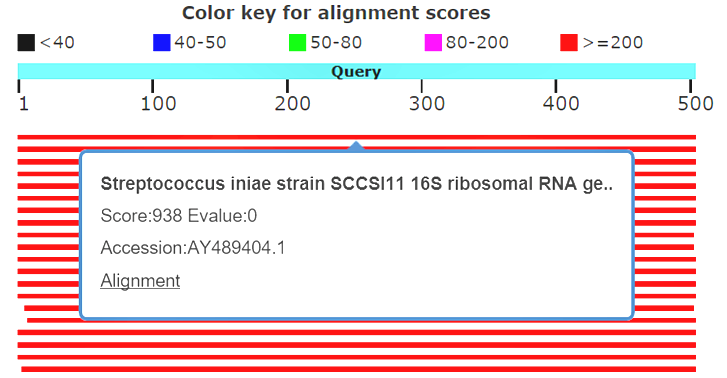 Color key for alignment scores
<40 40-50 50-80 80-200 >=200
Query
1 100 200 300 400 500
Streptococcus iniae strain SCCSI11 16S ribosomal RNA ge..
Score:938 Evalue:0
Accession:AY489404.1
Alignment